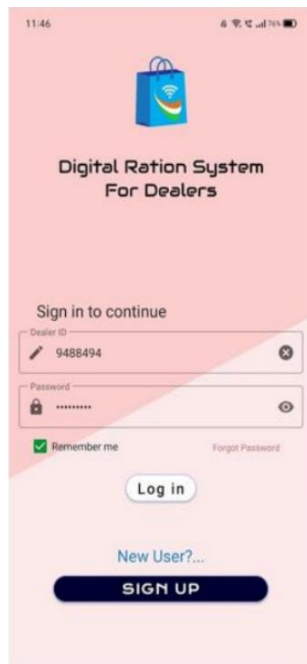 11:46
76%
Digital Ration System
For Dealers
Sign in to continue
Dealer ID
9488494
Password
•••••••••
Remember me
Forgot Password
Log in
New User?...
SIGN UP